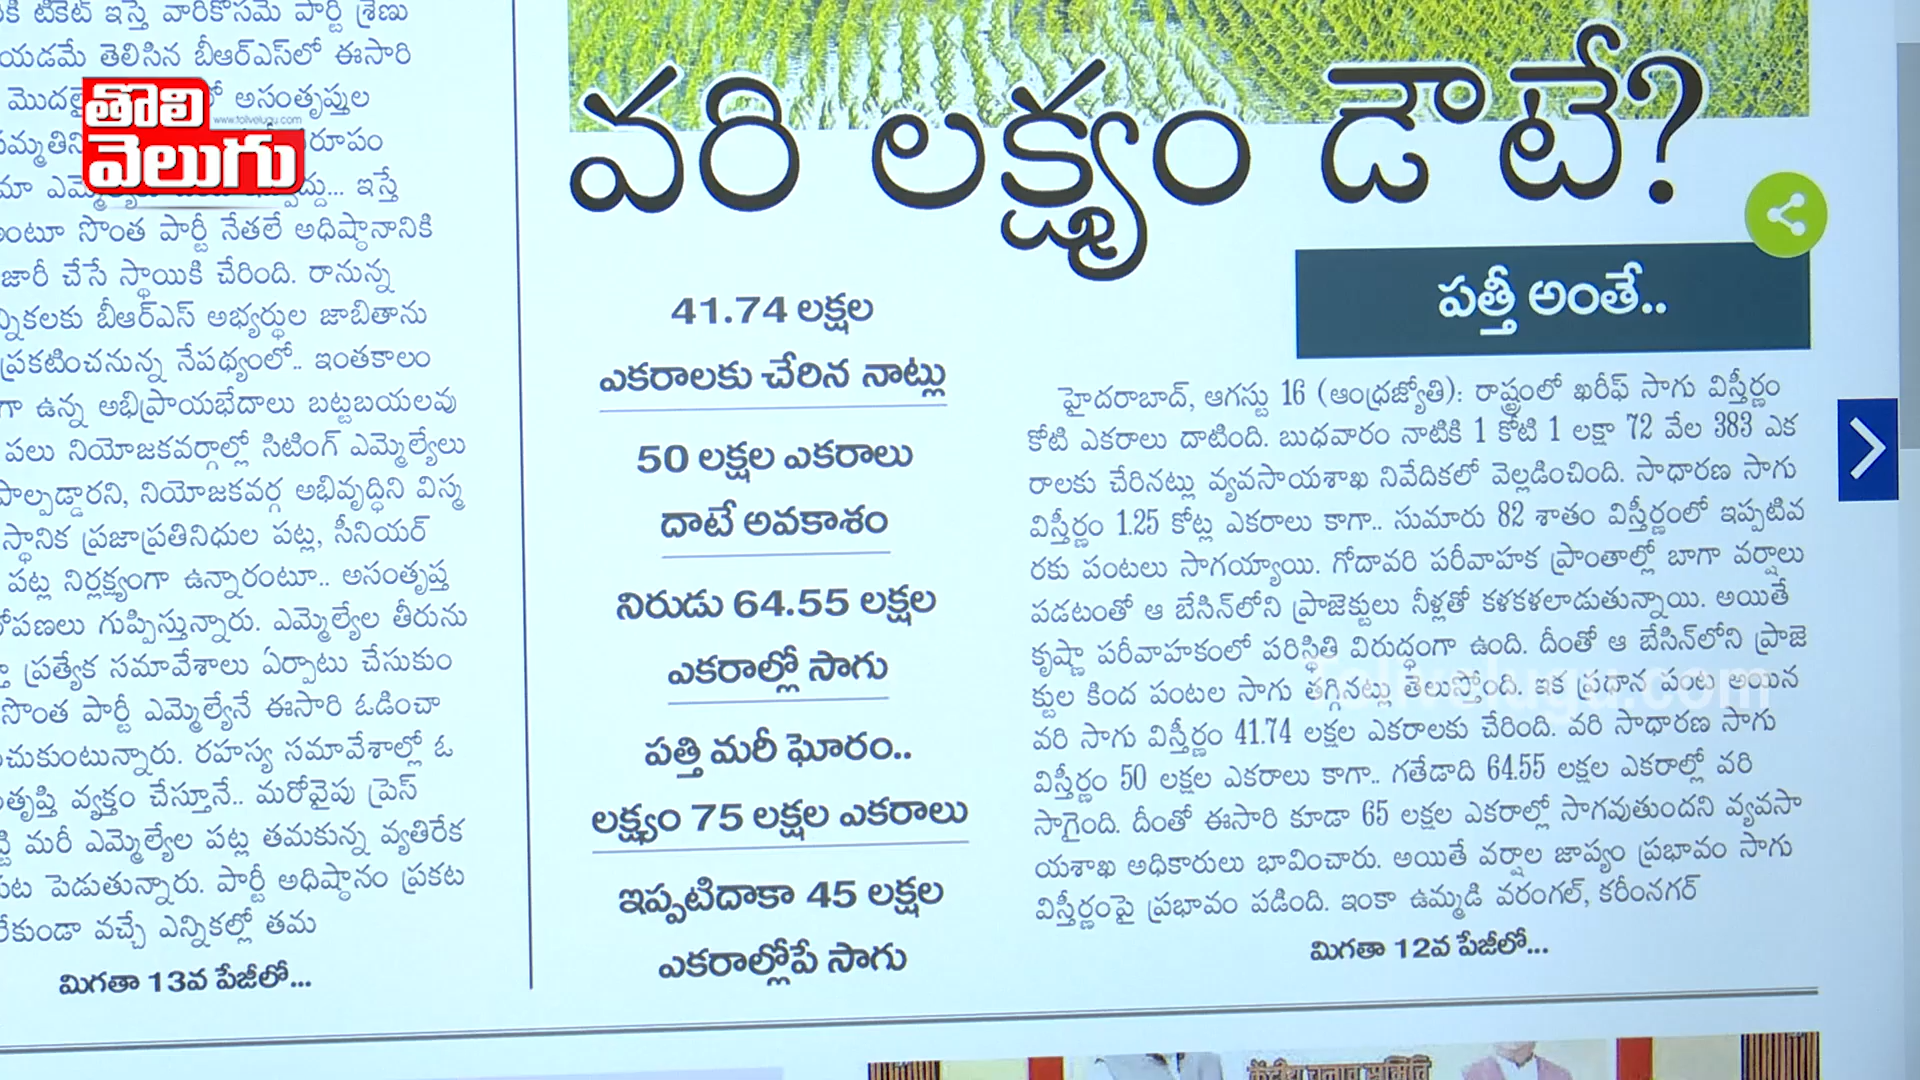 టికెట్ ఇస్తే వారికోసమే పార్టీ శ్రేణు
యడమే తెలిసిన బీఆర్ఎస్‌లో ఈసారి
అసంతృప్తుల
రూపం
ఇస్తే
అంటూ సొంత పార్టీ నేతలే అధిష్ఠానానికి
జారీ చేసే స్థాయికి చేరింది. రానున్న
న్నికలకు బీఆర్ఎస్ అభ్యర్థుల జాబితాను
ప్రకటించనున్న నేపథ్యంలో.. ఇంతకాలం
గా ఉన్న అభిప్రాయభేదాలు బట్టబయలవు
పలు నియోజకవర్గాల్లో సిటింగ్ ఎమ్మెల్యేలు
పాల్పడ్డారని, నియోజకవర్గ అభివృద్ధిని విస్మ
స్థానిక ప్రజాప్రతినిధుల పట్ల, సీనియర్
పట్ల నిర్లక్ష్యంగా ఉన్నారంటూ.. అసంతృప్త
రోపణలు గుప్పిస్తున్నారు. ఎమ్మెల్యేల తీరును
ప్రత్యేక సమావేశాలు ఏర్పాటు చేసుకుం
సొంత పార్టీ ఎమ్మెల్యేనే ఈసారి ఓడించా
చుకుంటున్నారు. రహస్య సమావేశాల్లో ఓ
తృప్తి వ్యక్తం చేస్తూనే.. మరోవైపు ప్రెస్
మరీ ఎమ్మెల్యేల పట్ల తమకున్న వ్యతిరేక
పెడుతున్నారు. పార్టీ అధిష్ఠానం ప్రకట
వచ్చే ఎన్నికల్లో తమ
మిగతా 13వ పేజీలో...
తొలి
www.tolivelugu.com
వెలుగు
వరి లక్ష్యం డౌటే?
41.74 లక్షల
ఎకరాలకు చేరిన నాట్లు
50 లక్షల ఎకరాలు
దాటే అవకాశం
నిరుడు 64.55 లక్షల
ఎకరాల్లో సాగు
పత్తి మరీ ఘోరం..
లక్ష్యం 75 లక్షల ఎకరాలు
ఇప్పటిదాకా 45 లక్షల
ఎకరాల్లోపే సాగు
పత్తీ అంతే..
హైదరాబాద్, ఆగస్టు 16 (ఆంధ్రజ్యోతి): రాష్ట్రంలో ఖరీఫ్ సాగు విస్తీర్ణం
కోటి ఎకరాలు దాటింది. బుధవారం నాటికి 1 కోటి 1 లక్షా 72 వేల 383 ఎక
రాలకు చేరినట్లు వ్యవసాయశాఖ నివేదికలో వెల్లడించింది. సాధారణ సాగు
విస్తీర్ణం 1.25 కోట్ల ఎకరాలు కాగా.. సుమారు 82 శాతం విస్తీర్ణంలో ఇప్పటివ
రకు పంటలు సాగయ్యాయి. గోదావరి పరీవాహక ప్రాంతాల్లో బాగా వర్షాలు
పడటంతో ఆ బేసిన్‌లోని ప్రాజెక్టులు నీళ్లతో కళకళలాడుతున్నాయి. అయితే
కృష్ణా పరీవాహకంలో పరిస్థితి విరుద్ధంగా ఉంది. దీంతో ఆ బేసిన్‌లోని ప్రాజె
క్టుల కింద పంటల సాగు తగ్గినట్లు తెలుస్తోంది. ఇక ప్రధాన పంట అయిన
వరి సాగు విస్తీర్ణం 41.74 లక్షల ఎకరాలకు చేరింది. వరి సాధారణ సాగు
విస్తీర్ణం 50 లక్షల ఎకరాలు కాగా.. గతేడాది 64.55 లక్షల ఎకరాల్లో వరి
సాగైంది. దీంతో ఈసారి కూడా 65 లక్షల ఎకరాల్లో సాగవుతుందని వ్యవసా
యశాఖ అధికారులు భావించారు. అయితే వర్షాల జాప్యం ప్రభావం సాగు
విస్తీర్ణంపై ప్రభావం పడింది. ఇంకా ఉమ్మడి వరంగల్, కరీంనగర్
మిగతా 12వ పేజీలో...
Tolivelugu.com
केंद्रीय चुनाव समिति